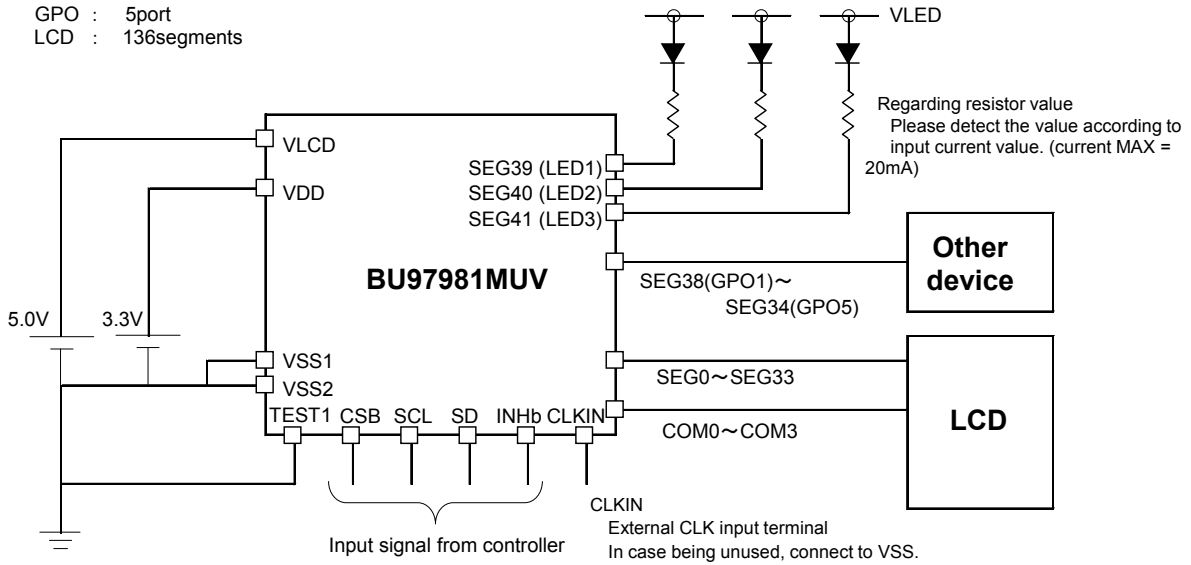 GPO : 5port
LCD : 136segments
VLED
Regarding resistor value
Please detect the value according to
input current value. (current MAX =
20mA)
VLCD
VDD
SEG39 (LED1)
SEG40 (LED2)
SEG41 (LED3)
BU97981MUV
Other
device
SEG38(GPO1)～
SEG34(GPO5)
5.0V
3.3V
VSS1
VSS2
SEG0～SEG33
COM0～COM3
LCD
TEST1 CSB SCL SD INHb CLKIN
CLKIN
External CLK input terminal
In case being unused, connect to VSS.
Input signal from controller